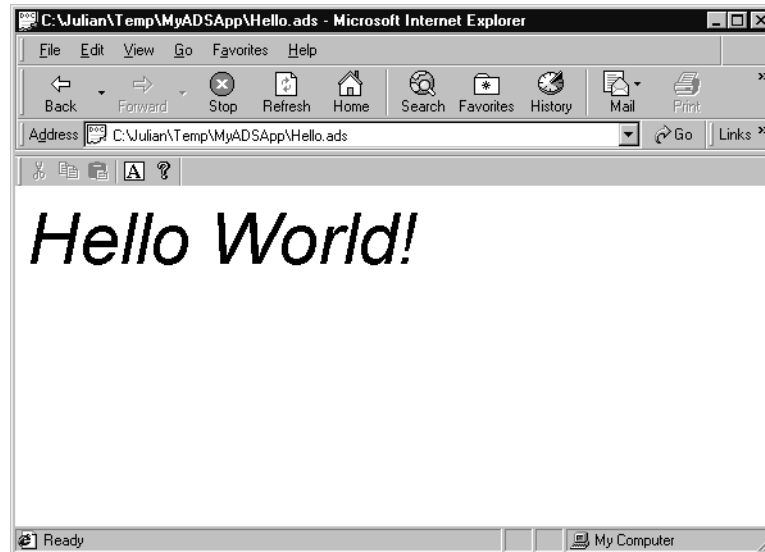 C:\Julian\Temp\MyADSApp\Hello.ads - Microsoft Internet Explorer
File Edit View Go Favorites Help
Back Forward Stop Refresh Home Search Favorites History Mail Print »
Address C:\Julian\Temp\MyADSApp\Hello.ads Go Links »
A ?
Hello World!
Ready My Computer